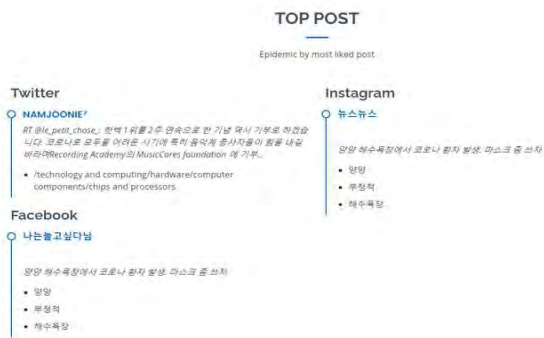 TOP POST
Epidemic by most liked post
Twitter
NAMJOONIE⁷
RT @le_petit_chose_: 핫백 1위를 2주 연속으로 한 기념 역시 기부로 하겠습
니다. 코로나로 모두들 어려운 시기에 특히 음악계 종사자들이 힘을 내길
바라며Recording Academy의 MusicCares foundation 에 기부...
/technology and computing/hardware/computer
components/chips and processors
Facebook
나는놀고싶다님
양양 해수욕장에서 코로나 환자 발생. 마스크 좀 쓰자
양양
부정적
해수욕장
Instagram
뉴스뉴스
양양 해수욕장에서 코로나 환자 발생. 마스크 좀 쓰자
양양
부정적
해수욕장